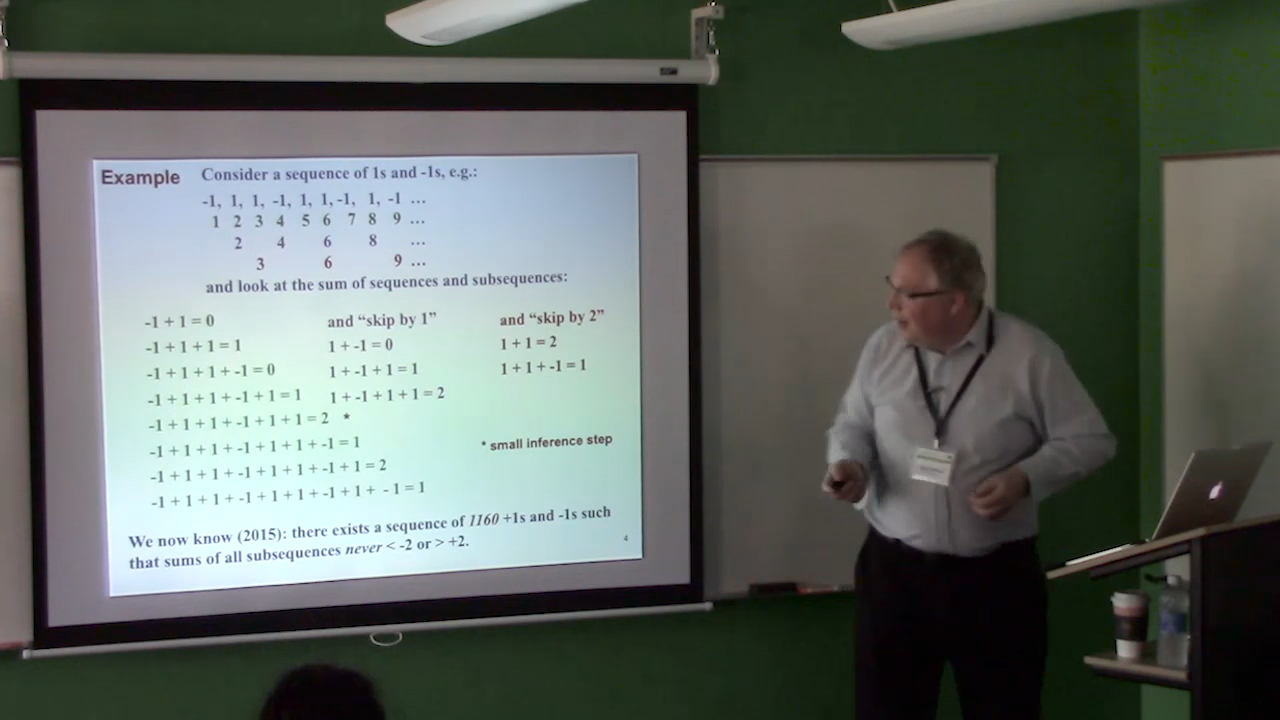 Example Consider a sequence of 1s and -1s, e.g.:
-1, 1, 1, -1, 1, 1, -1, 1, -1 ...
1 2 3 4 5 6 7 8 9 ...
2 4 6 8 ...
3 6 9 ...
and look at the sum of sequences and subsequences:
-1 + 1 = 0 and “skip by 1” and “skip by 2”
-1 + 1 + 1 = 1 1 + -1 = 0 1 + 1 = 2
-1 + 1 + 1 + -1 = 0 1 + -1 + 1 = 1 1 + 1 + -1 = 1
-1 + 1 + 1 + -1 + 1 = 1 1 + -1 + 1 + 1 = 2
-1 + 1 + 1 + -1 + 1 + 1 = 2 *
-1 + 1 + 1 + -1 + 1 + 1 + -1 = 1 * small inference step
-1 + 1 + 1 + -1 + 1 + 1 + -1 + 1 = 2
-1 + 1 + 1 + -1 + 1 + 1 + -1 + 1 + - 1 = 1
We now know (2015): there exists a sequence of 1160 +1s and -1s such
that sums of all subsequences never < -2 or > +2.
4